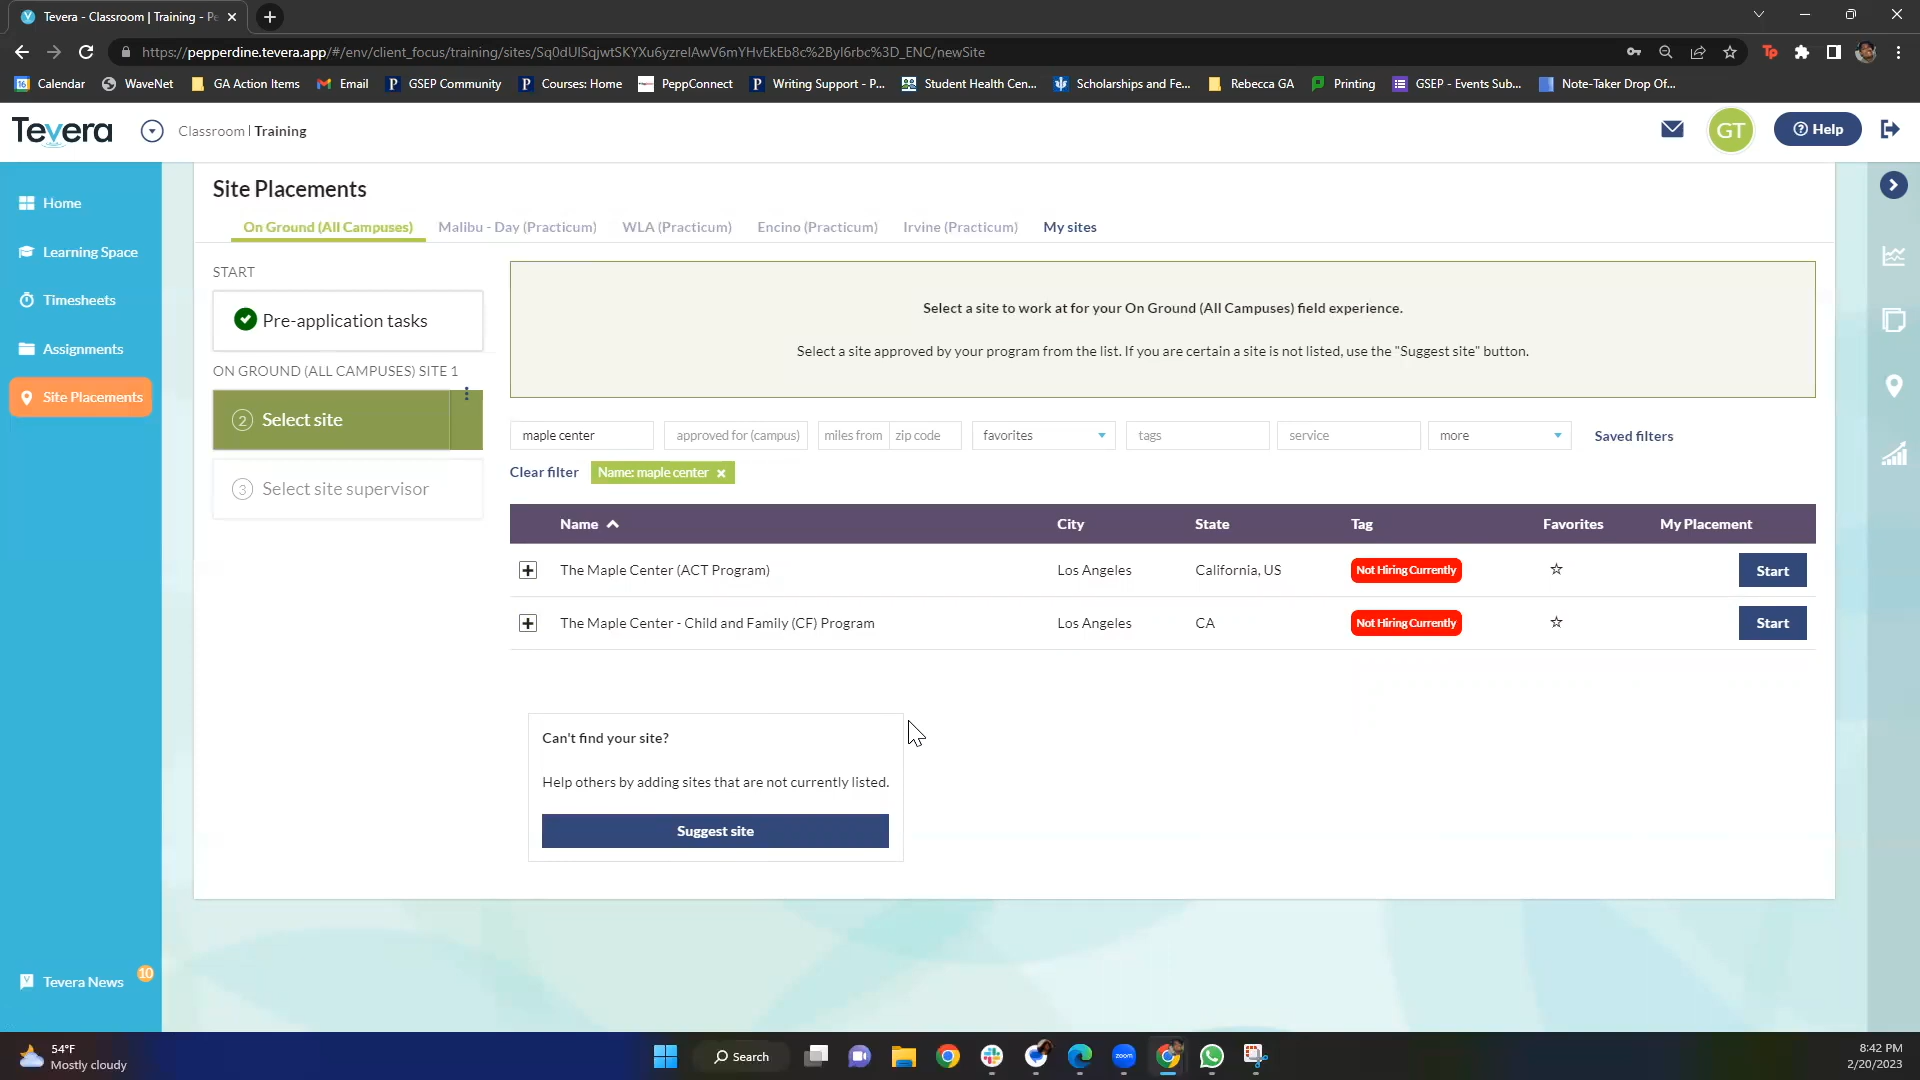 Tevera - Classroom | Training - Pe
https://pepperdine.tevera.app/#/env/client_focus/training/sites/Sq0dUlSqjwtSKYXu6yzrelAwV6mYHvEkEb8c%2Byl6rbc%3D_ENC/newSite
Calendar WaveNet GA Action Items Email GSEP Community Courses: Home PeppConnect Writing Support - P... Student Health Cen... Scholarships and Fe... Rebecca GA Printing GSEP - Events Sub... Note-Taker Drop Of...
Tevera Classroom | Training GT Help
Site Placements
On Ground (All Campuses) Malibu - Day (Practicum) WLA (Practicum) Encino (Practicum) Irvine (Practicum) My sites
Home
Learning Space
Timesheets
Assignments
Site Placements
Tevera News 10
START
Pre-application tasks
ON GROUND (ALL CAMPUSES) SITE 1
2 Select site
3 Select site supervisor
Select a site to work at for your On Ground (All Campuses) field experience.
Select a site approved by your program from the list. If you are certain a site is not listed, use the "Suggest site" button.
maple center approved for (campus) miles from zip code favorites tags service more Saved filters
Clear filter Name: maple center x
Name City State Tag Favorites My Placement
The Maple Center (ACT Program) Los Angeles California, US Not Hiring Currently Start
The Maple Center - Child and Family (CF) Program Los Angeles CA Not Hiring Currently Start
Can't find your site?
Help others by adding sites that are not currently listed.
Suggest site
54°F
Mostly cloudy
Search
zoom
8:42 PM
2/20/2023